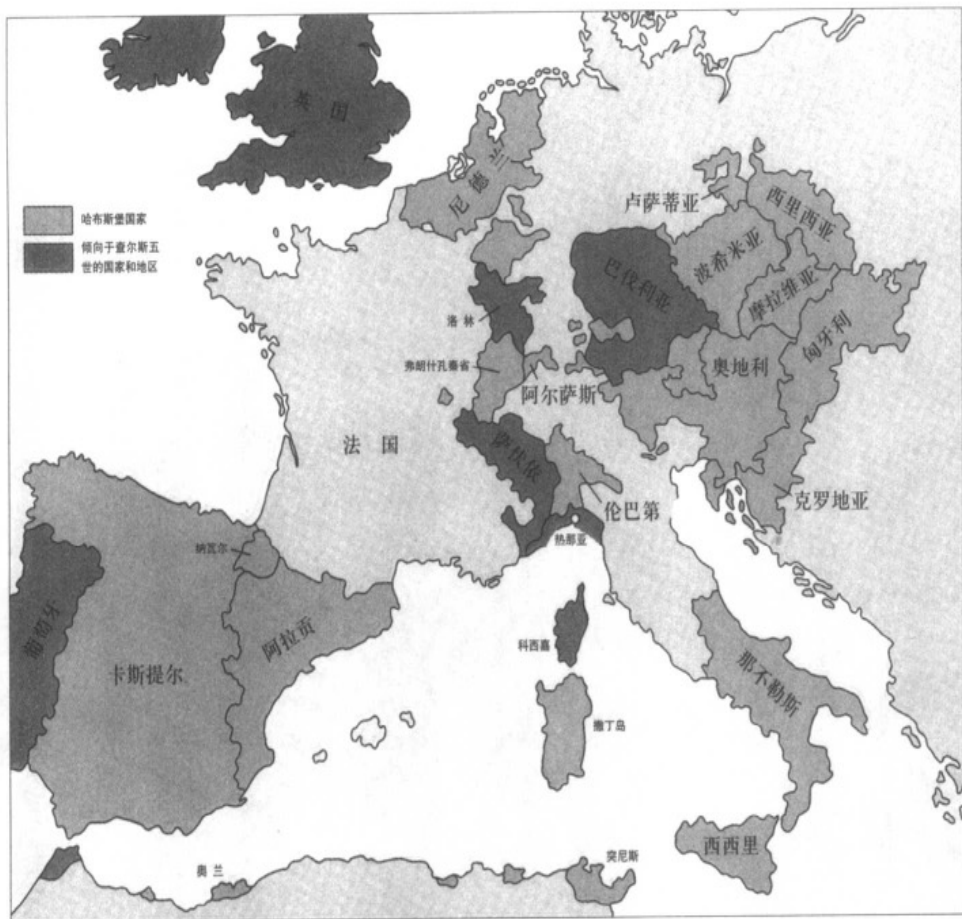 英国
尼德兰
哈布斯堡国家
倾向于查尔斯五
世的国家和地区
卢萨蒂亚
西里西亚
波希米亚
巴伐利亚
摩拉维亚
匈牙利
洛林
弗朗什孔泰省
阿尔萨斯
奥地利
法国
萨伏依
伦巴第
克罗地亚
热那亚
纳瓦尔
葡萄牙
阿拉贡
卡斯提尔
科西嘉
撒丁岛
那不勒斯
西西里
奥兰
突尼斯